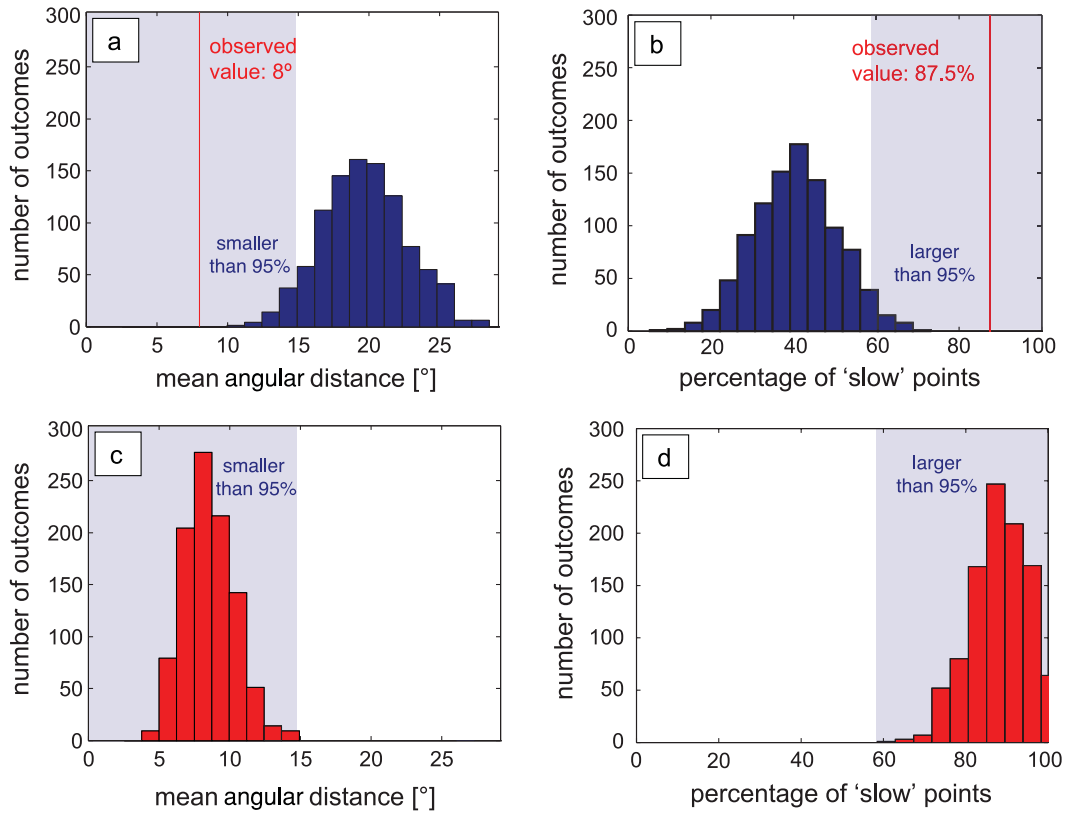 a
observed
value: 8º
smaller
than 95%
300
250
200
150
100
50
0
0 5 10 15 20 25
number of outcomes
mean angular distance [°]
b
observed
value: 87.5%
larger
than 95%
300
250
200
150
100
50
0
0 20 40 60 80 100
number of outcomes
percentage of ‘slow’ points
c
smaller
than 95%
300
250
200
150
100
50
0
0 5 10 15 20 25
number of outcomes
mean angular distance [°]
d
larger
than 95%
300
250
200
150
100
50
0
0 20 40 60 80 100
number of outcomes
percentage of ‘slow’ points